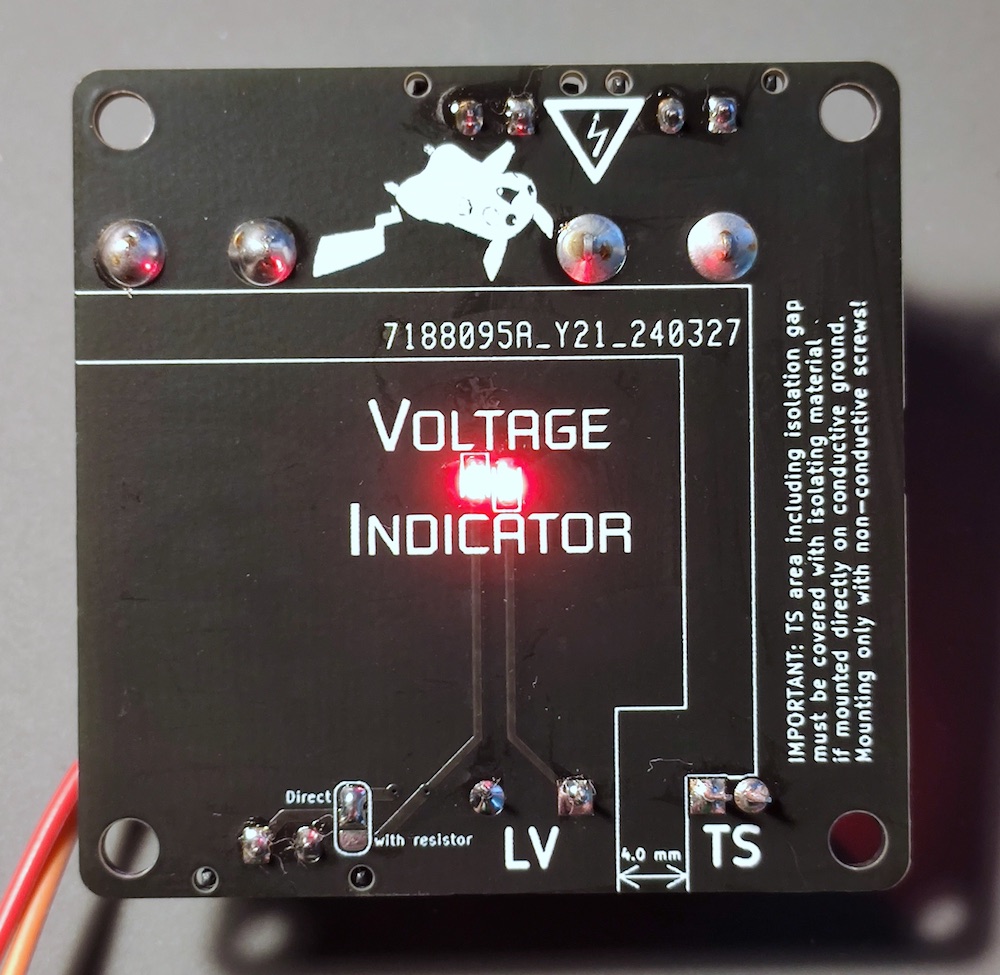 7188095A_Y21_240327
VOLTAGE
INDICATOR
IMPORTANT: TS area including isolation gap
must be covered with isolating material
if mounted directly on conductive ground.
Mounting only with non-conductive screws!
Direct
with resistor
LV
4.0 mm
TS